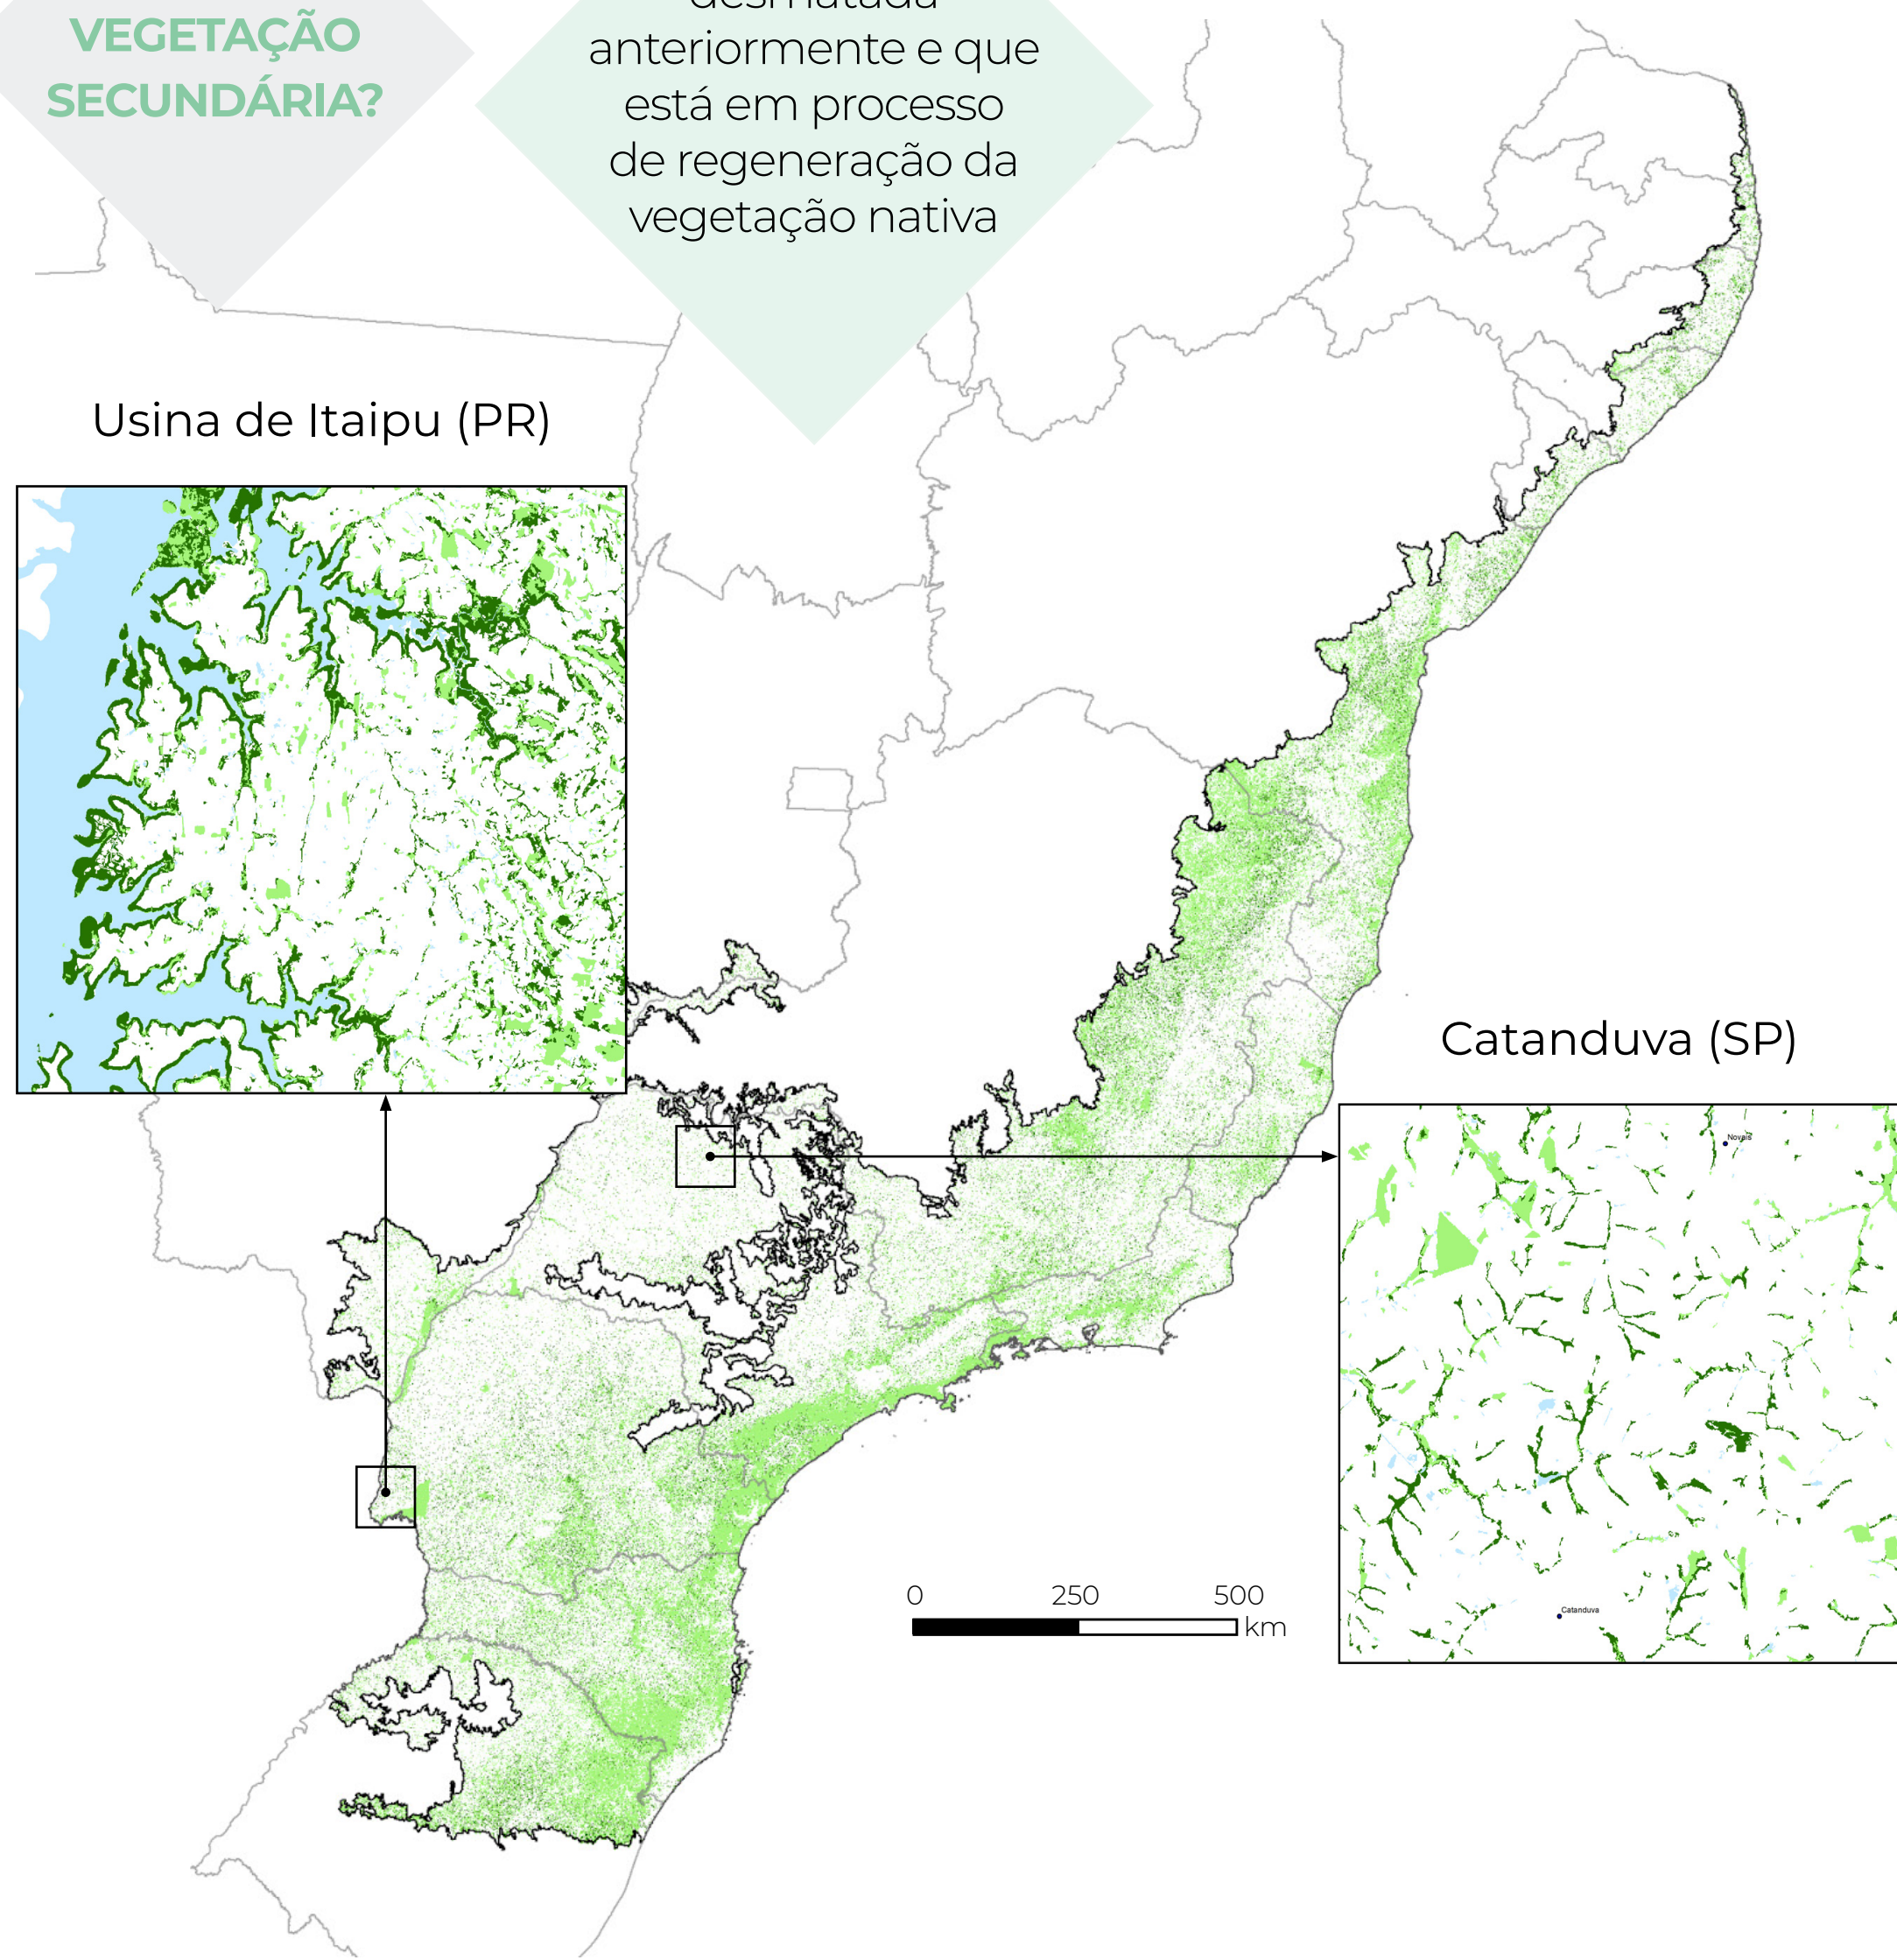 VEGETAÇÃO
SECUNDÁRIA?
desmatada
anteriormente e que
está em processo
de regeneração da
vegetação nativa
Usina de Itaipu (PR)
Catanduva (SP)
Novais
Catanduva
0 250 500
km